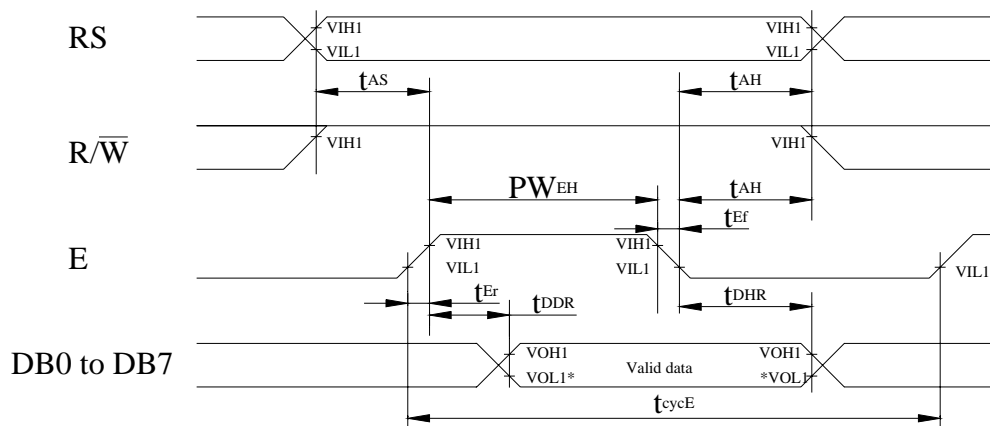 RS
VIH1
VIL1
VIH1
VIL1
tAS
tAH
R/W̅
VIH1
VIH1
PWEH
tAH
tEf
E
VIH1
VIL1
VIH1
VIL1
VIL1
tEr
tDDR
tDHR
DB0 to DB7
VOH1
VOL1*
Valid data
VOH1
*VOL1
tcycE